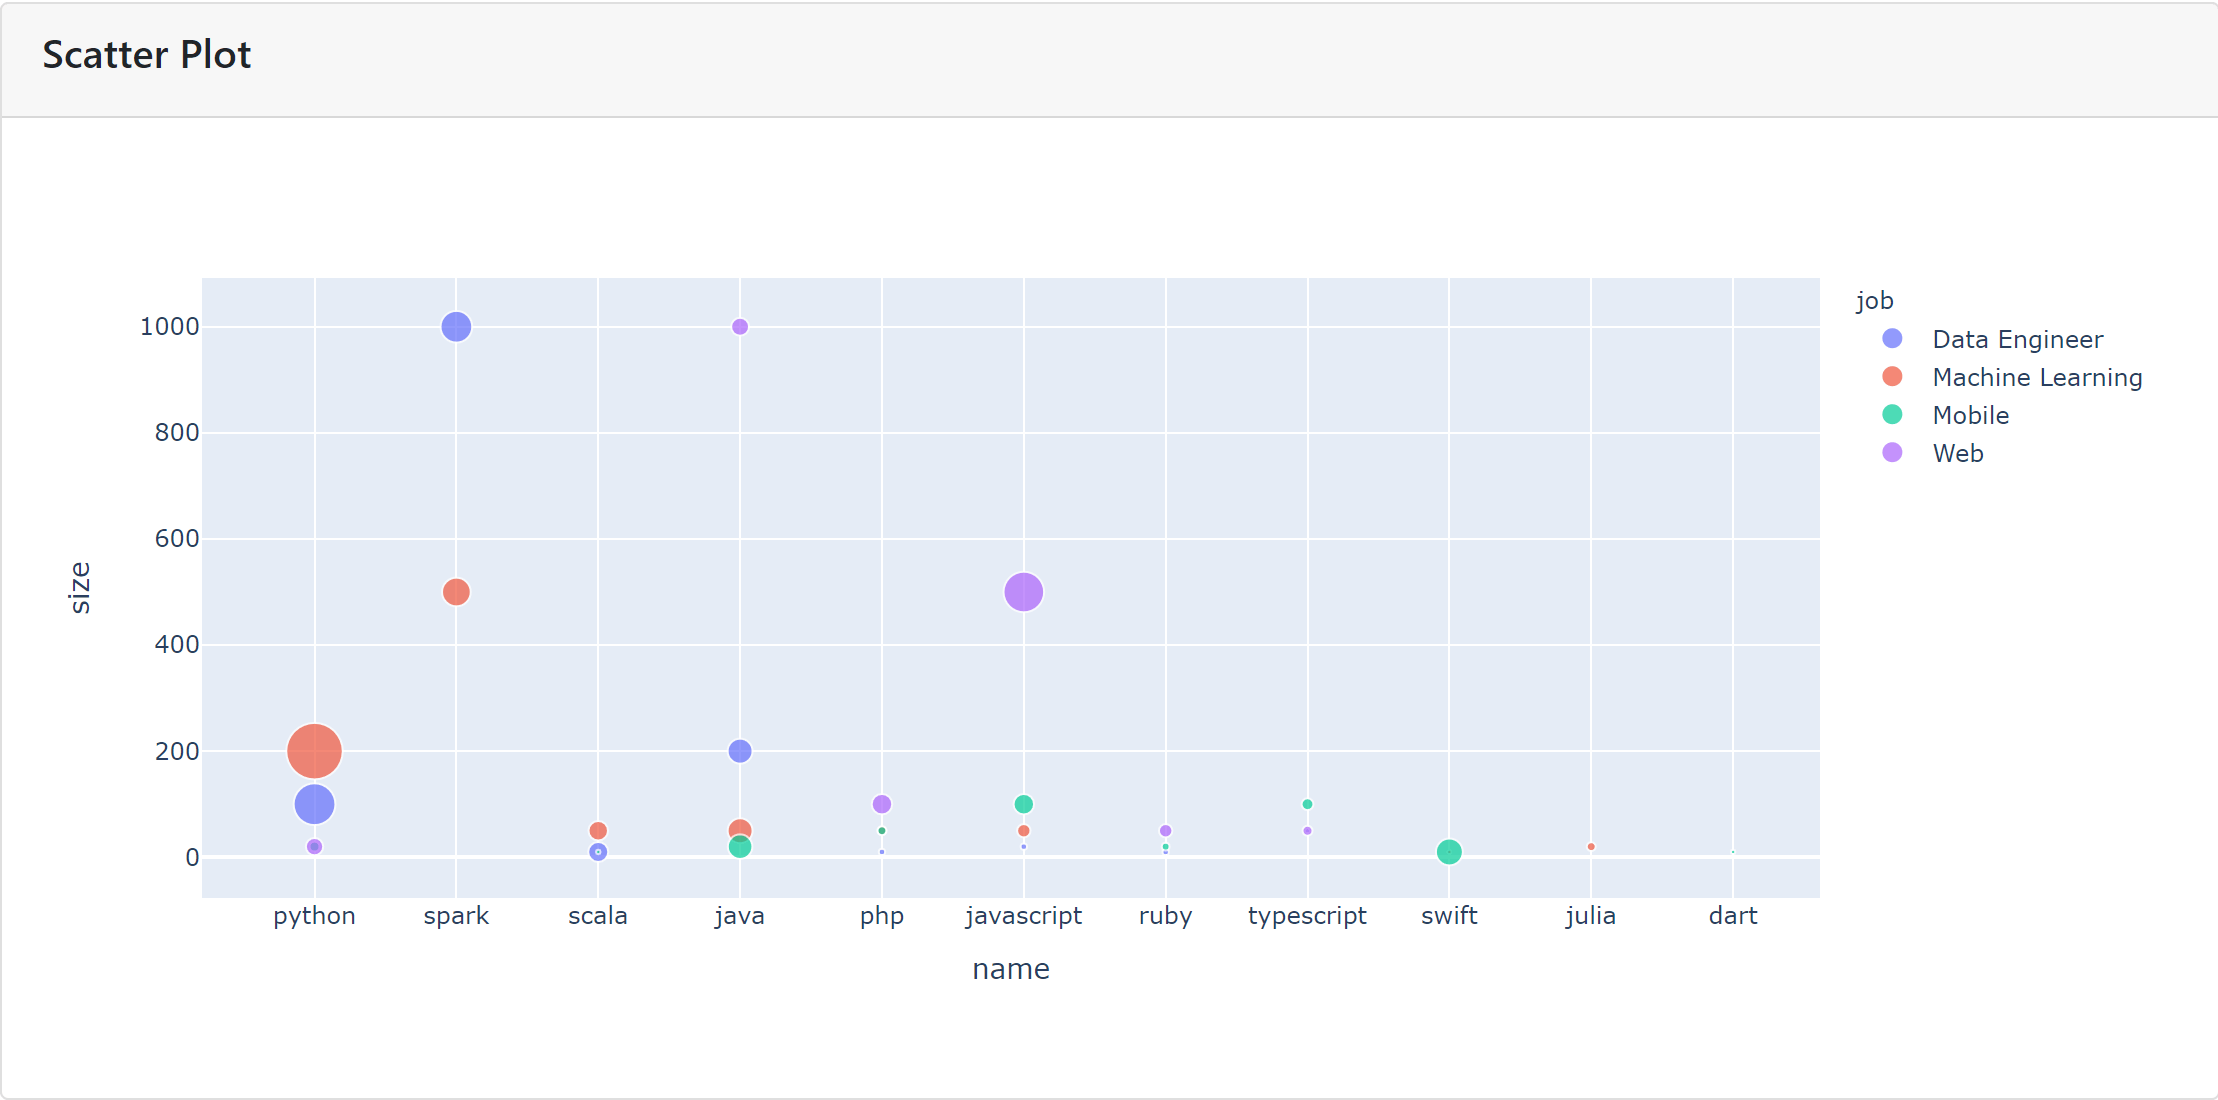 Scatter Plot
1000
800
600
400
200
0
size
python spark scala java php javascript ruby typescript swift julia dart
name
job
Data Engineer
Machine Learning
Mobile
Web